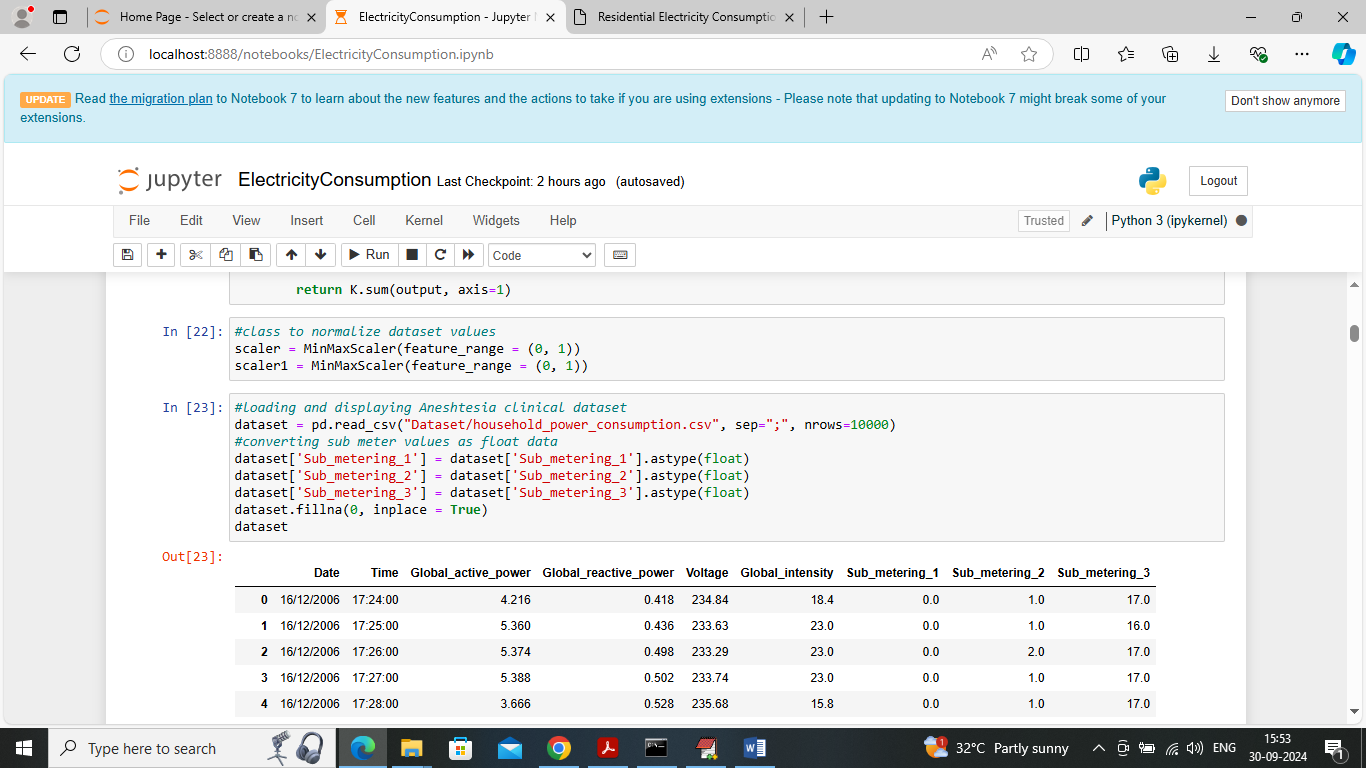 Home Page - Select or create a no
ElectricityConsumption - Jupyter
Residential Electricity Consumptio
localhost:8888/notebooks/ElectricityConsumption.ipynb
UPDATE Read the migration plan to Notebook 7 to learn about the new features and the actions to take if you are using extensions - Please note that updating to Notebook 7 might break some of your
extensions.
Don't show anymore
jupyter ElectricityConsumption Last Checkpoint: 2 hours ago (autosaved)
Logout
File Edit View Insert Cell Kernel Widgets Help
Trusted Python 3 (ipykernel)
Run Code
return K.sum(output, axis=1)
In [22]: #class to normalize dataset values
scaler = MinMaxScaler(feature_range = (0, 1))
scaler1 = MinMaxScaler(feature_range = (0, 1))
In [23]: #loading and displaying Aneshtesia clinical dataset
dataset = pd.read_csv("Dataset/household_power_consumption.csv", sep=";", nrows=10000)
#converting sub meter values as float data
dataset['Sub_metering_1'] = dataset['Sub_metering_1'].astype(float)
dataset['Sub_metering_2'] = dataset['Sub_metering_2'].astype(float)
dataset['Sub_metering_3'] = dataset['Sub_metering_3'].astype(float)
dataset.fillna(0, inplace = True)
dataset
Out[23]:
Date Time Global_active_power Global_reactive_power Voltage Global_intensity Sub_metering_1 Sub_metering_2 Sub_metering_3
0 16/12/2006 17:24:00 4.216 0.418 234.84 18.4 0.0 1.0 17.0
1 16/12/2006 17:25:00 5.360 0.436 233.63 23.0 0.0 1.0 16.0
2 16/12/2006 17:26:00 5.374 0.498 233.29 23.0 0.0 2.0 17.0
3 16/12/2006 17:27:00 5.388 0.502 233.74 23.0 0.0 1.0 17.0
4 16/12/2006 17:28:00 3.666 0.528 235.68 15.8 0.0 1.0 17.0
Type here to search
32°C Partly sunny
ENG
15:53
30-09-2024